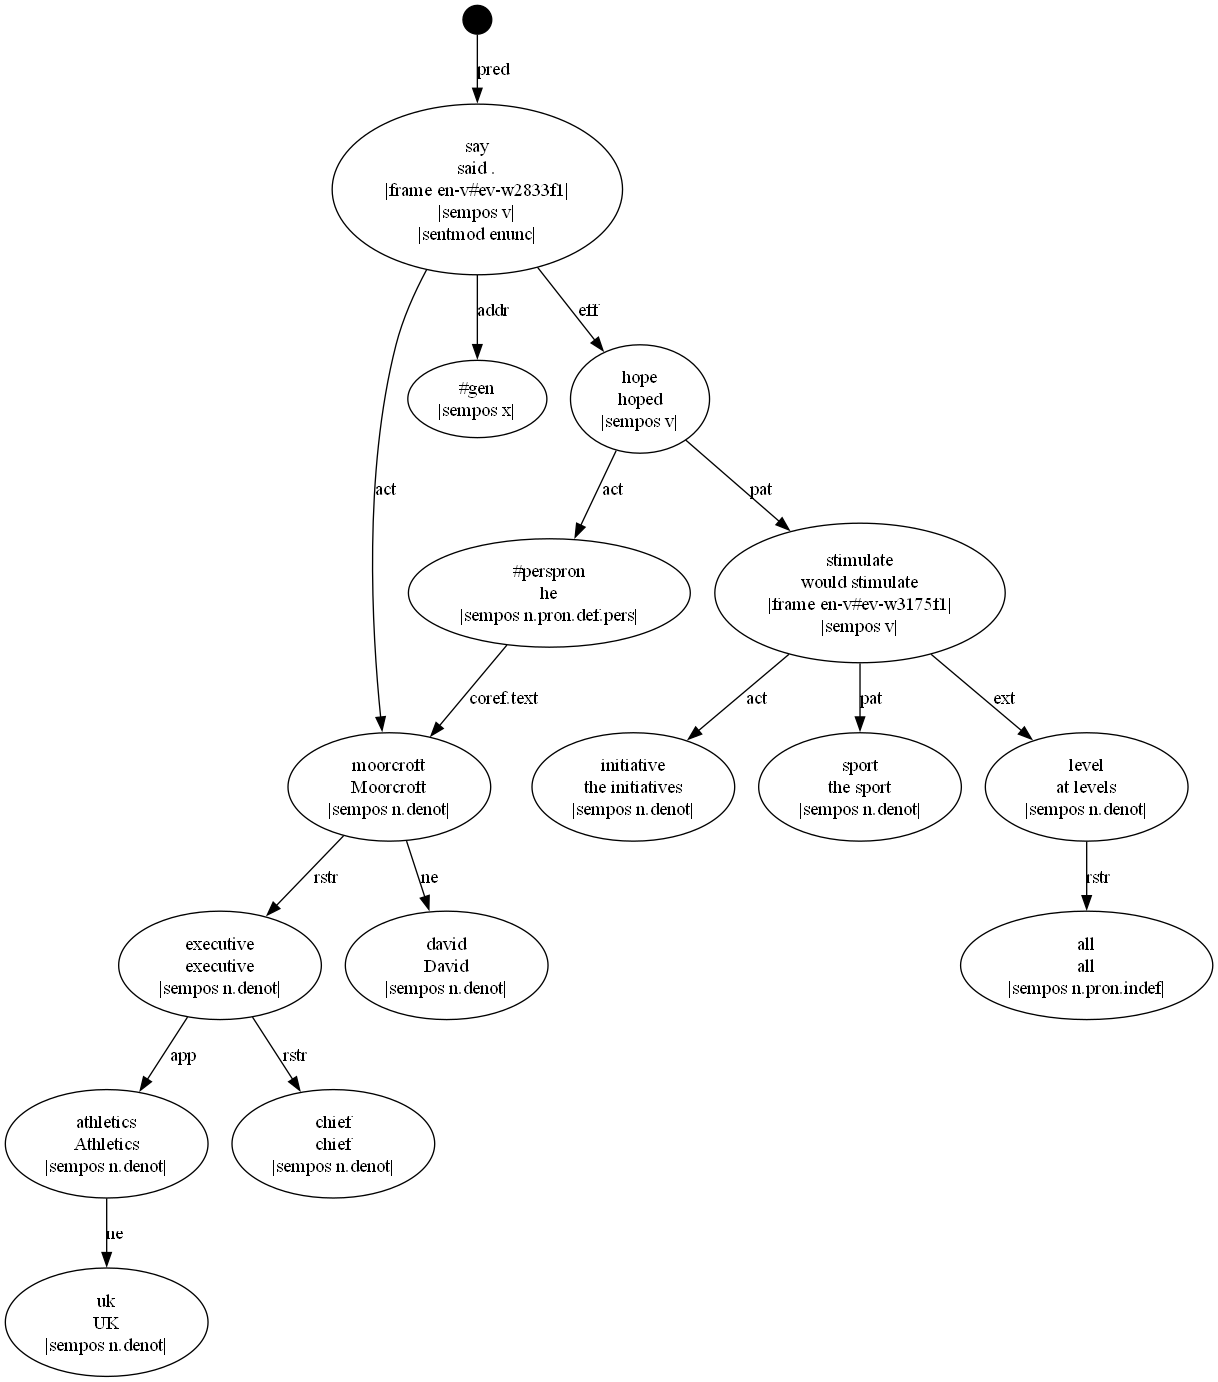 pred
say
said .
|frame en-v#ev-w2833f1|
|sempos v|
|sentmod enunc|
addr
eff
#gen
|sempos x|
hope
hoped
|sempos v|
act
act
pat
#perspron
he
|sempos n.pron.def.pers|
stimulate
would stimulate
|frame en-v#ev-w3175f1|
|sempos v|
coref.text
act
pat
ext
moorcroft
Moorcroft
|sempos n.denot|
initiative
the initiatives
|sempos n.denot|
sport
the sport
|sempos n.denot|
level
at levels
|sempos n.denot|
rstr
ne
rstr
executive
executive
|sempos n.denot|
david
David
|sempos n.denot|
all
all
|sempos n.pron.indef|
app
rstr
athletics
Athletics
|sempos n.denot|
chief
chief
|sempos n.denot|
ne
uk
UK
|sempos n.denot|